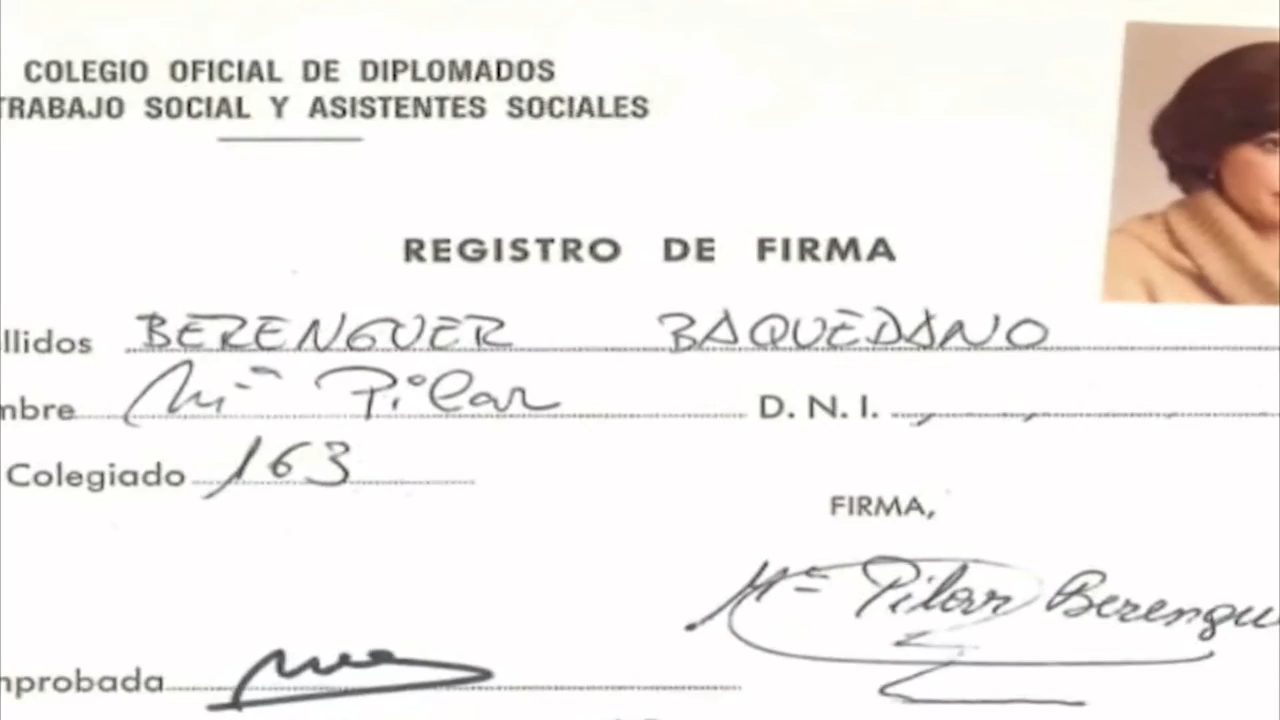 COLEGIO OFICIAL DE DIPLOMADOS
TRABAJO SOCIAL Y ASISTENTES SOCIALES
REGISTRO DE FIRMA
llidos BERENGUER BAQUEDANO
mbre Mª Pilar D. N. I.
Colegiado 163
FIRMA,
Mª Pilar Berengu
mprobada